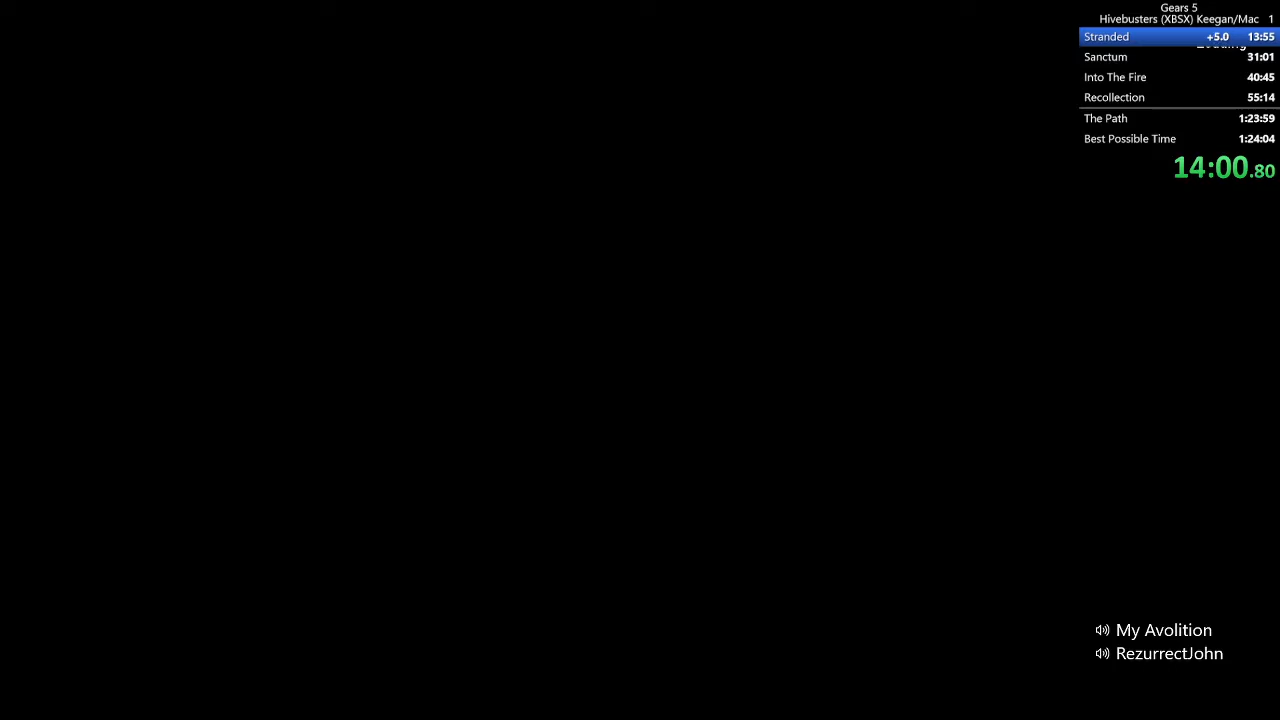 Gears 5
Hivebusters (XBSX) Keegan/Mac 1
Stranded +5.0 13:55
Sanctum 31:01
Into The Fire 40:45
Recollection 55:14
The Path 1:23:59
Best Possible Time 1:24:04
14:00.80
My Avolition
RezurrectJohn